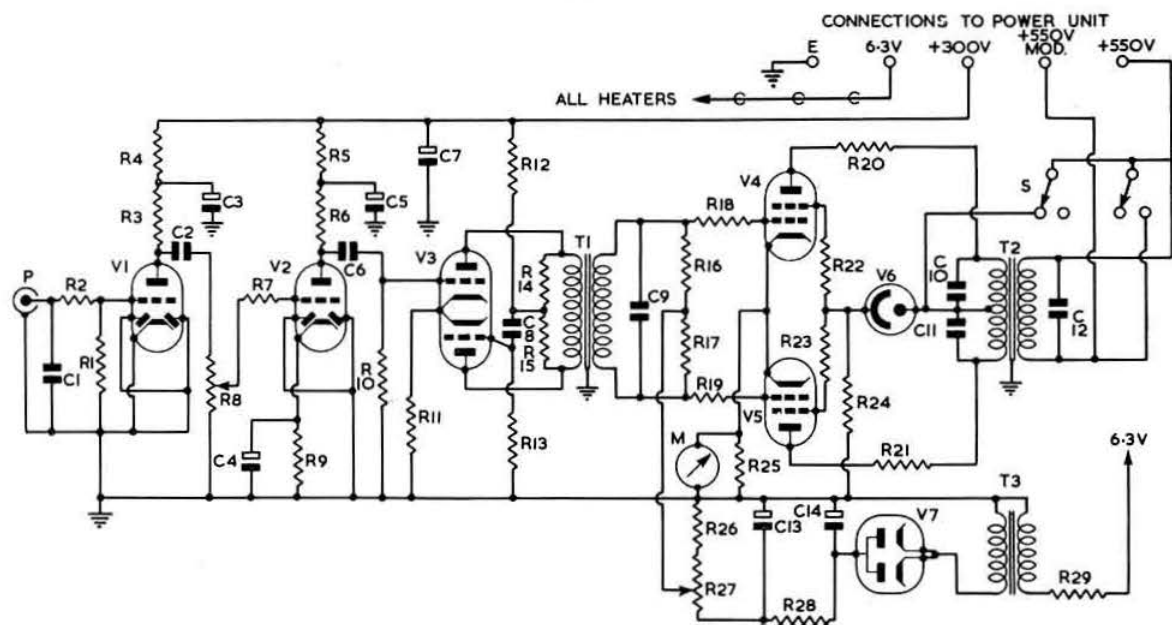 CONNECTIONS TO POWER UNIT
E
6·3V
+300V
+550V
MOD.
+550V
ALL HEATERS
R4
R5
C7
R12
R20
S
R3
C3
R6
C5
V4
C2
V1
C6
V3
T1
R18
P
R2
V2
R7
R
14
R16
R22
V6
C
10
T2
C9
C
8
R
15
C11
C
12
R17
R23
R1
C1
R8
R
10
R11
R19
V5
R24
C4
R9
R13
M
R25
R21
6·3V
T3
R26
C13
C14
V7
R27
R28
R29